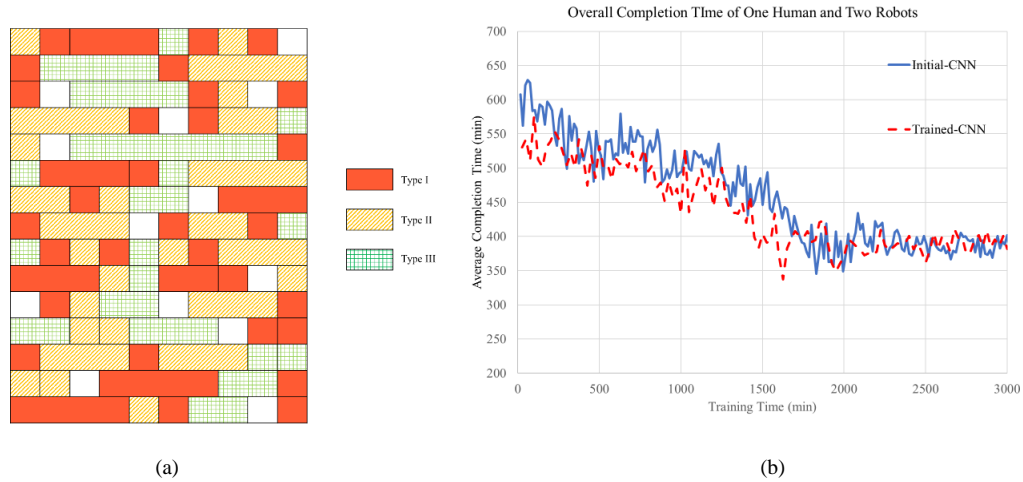 Type I
Type II
Type III
(a)
Overall Completion TIme of One Human and Two Robots
Average Completion Time (min)
700
650
600
550
500
450
400
350
300
250
200
0 500 1000 1500 2000 2500 3000
Training Time (min)
Initial-CNN
Trained-CNN
(b)